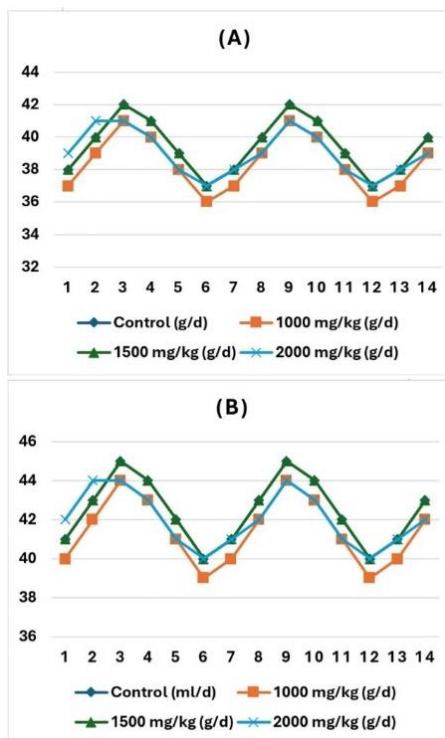 (A)
44
42
40
38
36
34
32
1 2 3 4 5 6 7 8 9 10 11 12 13 14
Control (g/d) 1000 mg/kg (g/d)
1500 mg/kg (g/d) 2000 mg/kg (g/d)
(B)
46
44
42
40
38
36
1 2 3 4 5 6 7 8 9 10 11 12 13 14
Control (ml/d) 1000 mg/kg (g/d)
1500 mg/kg (g/d) 2000 mg/kg (g/d)